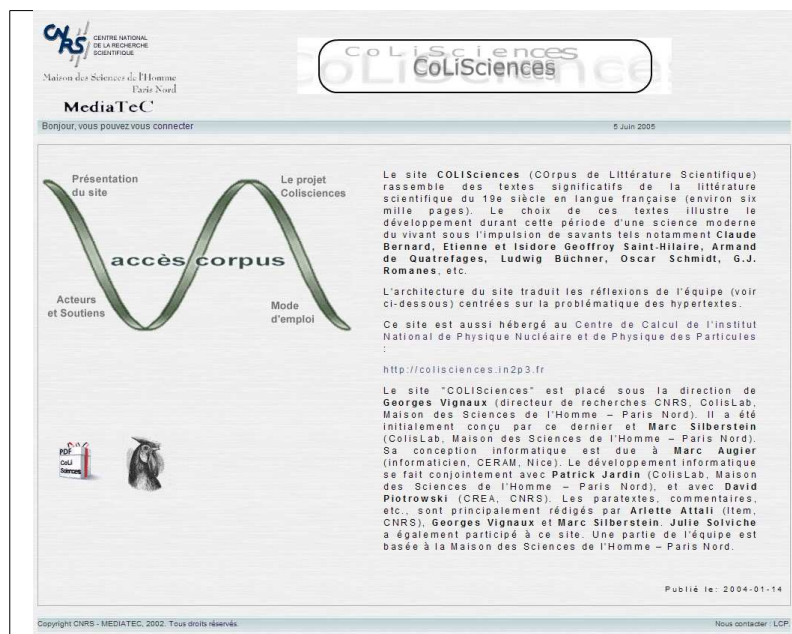 CNRS
CENTRE NATIONAL
DE LA RECHERCHE
SCIENTIFIQUE
Maison des Sciences de l'Homme
Paris Nord
MediaTeC
CoLiSciences
CoLiSciences
CoLiSciences
Bonjour, vous pouvez vous connecter
5 Juin 2005
Présentation
du site
Le projet
Colisciences
accès corpus
Acteurs
et Soutiens
Mode
d'emploi
PDF
CoLi
Sciences
Le site COLISciences (COrpus de LIttérature Scientifique)
rassemble des textes significatifs de la littérature
scientifique du 19e siècle en langue française (environ six
mille pages). Le choix de ces textes illustre le
développement durant cette période d'une science moderne
du vivant sous l'impulsion de savants tels notamment Claude
Bernard, Etienne et Isidore Geoffroy Saint-Hilaire, Armand
de Quatrefages, Ludwig Büchner, Oscar Schmidt, G.J.
Romanes, etc.
L'architecture du site traduit les réflexions de l'équipe (voir
ci-dessous) centrées sur la problématique des hypertextes.
Ce site est aussi hébergé au Centre de Calcul de l'institut
National de Physique Nucléaire et de Physique des Particules
:
http://colisciences.in2p3.fr
Le site "COLISciences" est placé sous la direction de
Georges Vignaux (directeur de recherches CNRS, ColisLab,
Maison des Sciences de l'Homme – Paris Nord). Il a été
initialement conçu par ce dernier et Marc Silberstein
(ColisLab, Maison des Sciences de l'Homme – Paris Nord).
Sa conception informatique est due à Marc Augier
(informaticien, CERAM, Nice). Le développement informatique
se fait conjointement avec Patrick Jardin (ColisLab, Maison
des Sciences de l'Homme – Paris Nord), et avec David
Piotrowski (CREA, CNRS). Les paratextes, commentaires,
etc., sont principalement rédigés par Arlette Attali (Item,
CNRS), Georges Vignaux et Marc Silberstein. Julie Solviche
a également participé à ce site. Une partie de l'équipe est
basée à la Maison des Sciences de l'Homme – Paris Nord.
Publié le: 2004-01-14
Copyright CNRS - MEDIATEC, 2002. Tous droits réservés.
Nous contacter : LCP.